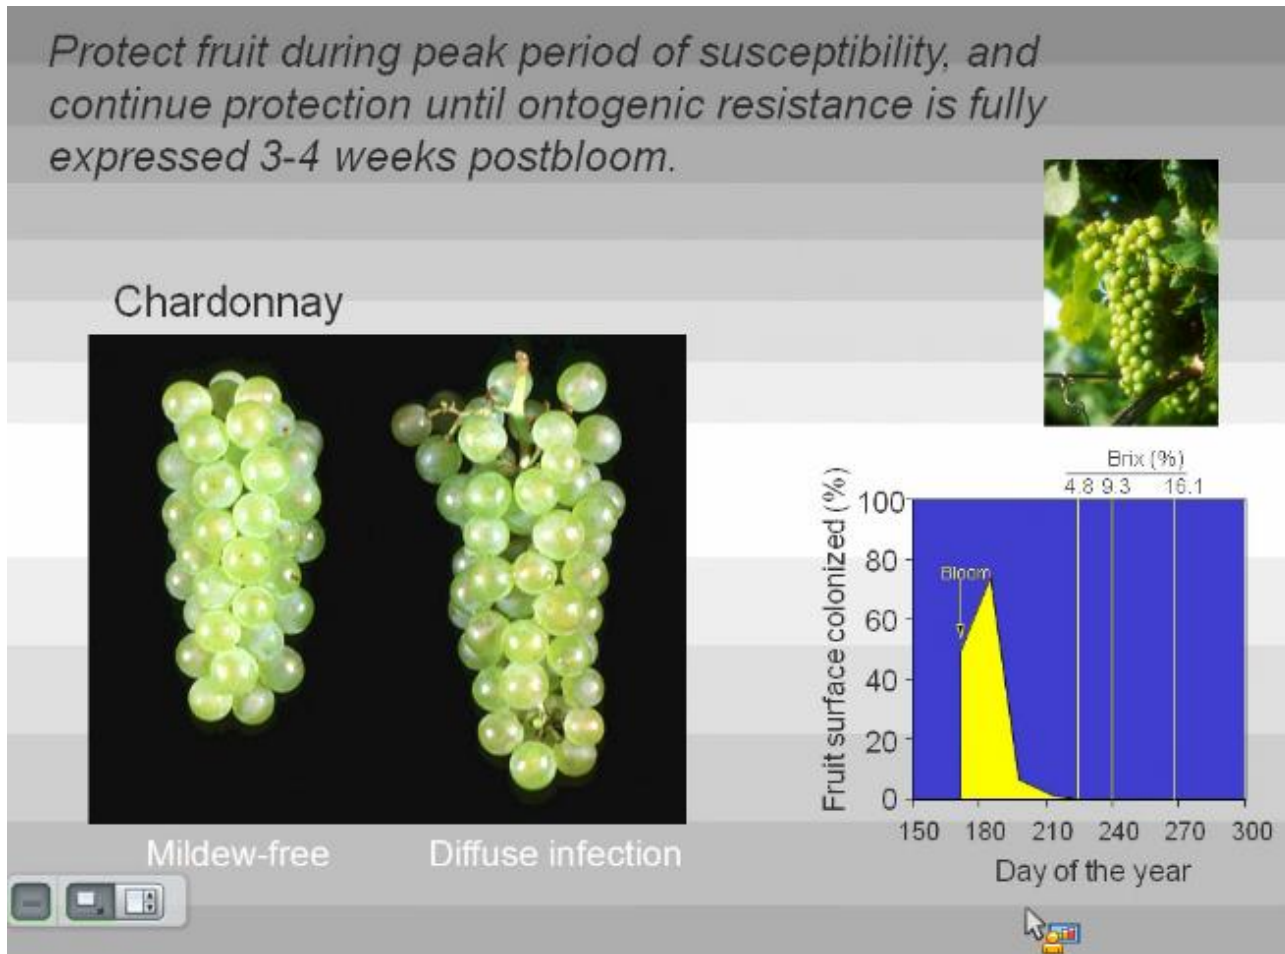 Protect fruit during peak period of susceptibility, and
continue protection until ontogenic resistance is fully
expressed 3-4 weeks postbloom.
Chardonnay
Mildew-free
Diffuse infection
Brix (%)
4.8 9.3 16.1
Fruit surface colonized (%)
100
80
60
40
20
0
Bloom
150 180 210 240 270 300
Day of the year